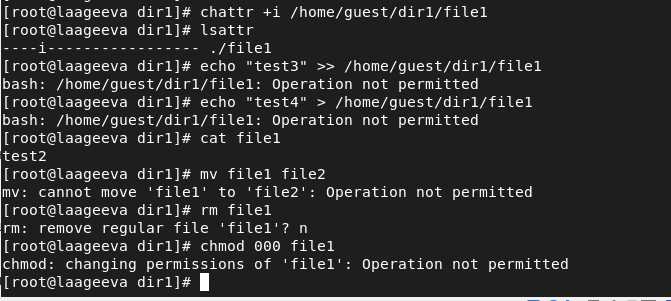 [root@laageeva dir1]# chattr +i /home/guest/dir1/file1
[root@laageeva dir1]# lsattr
----i----------------- ./file1
[root@laageeva dir1]# echo "test3" >> /home/guest/dir1/file1
bash: /home/guest/dir1/file1: Operation not permitted
[root@laageeva dir1]# echo "test4" > /home/guest/dir1/file1
bash: /home/guest/dir1/file1: Operation not permitted
[root@laageeva dir1]# cat file1
test2
[root@laageeva dir1]# mv file1 file2
mv: cannot move 'file1' to 'file2': Operation not permitted
[root@laageeva dir1]# rm file1
rm: remove regular file 'file1'? n
[root@laageeva dir1]# chmod 000 file1
chmod: changing permissions of 'file1': Operation not permitted
[root@laageeva dir1]#